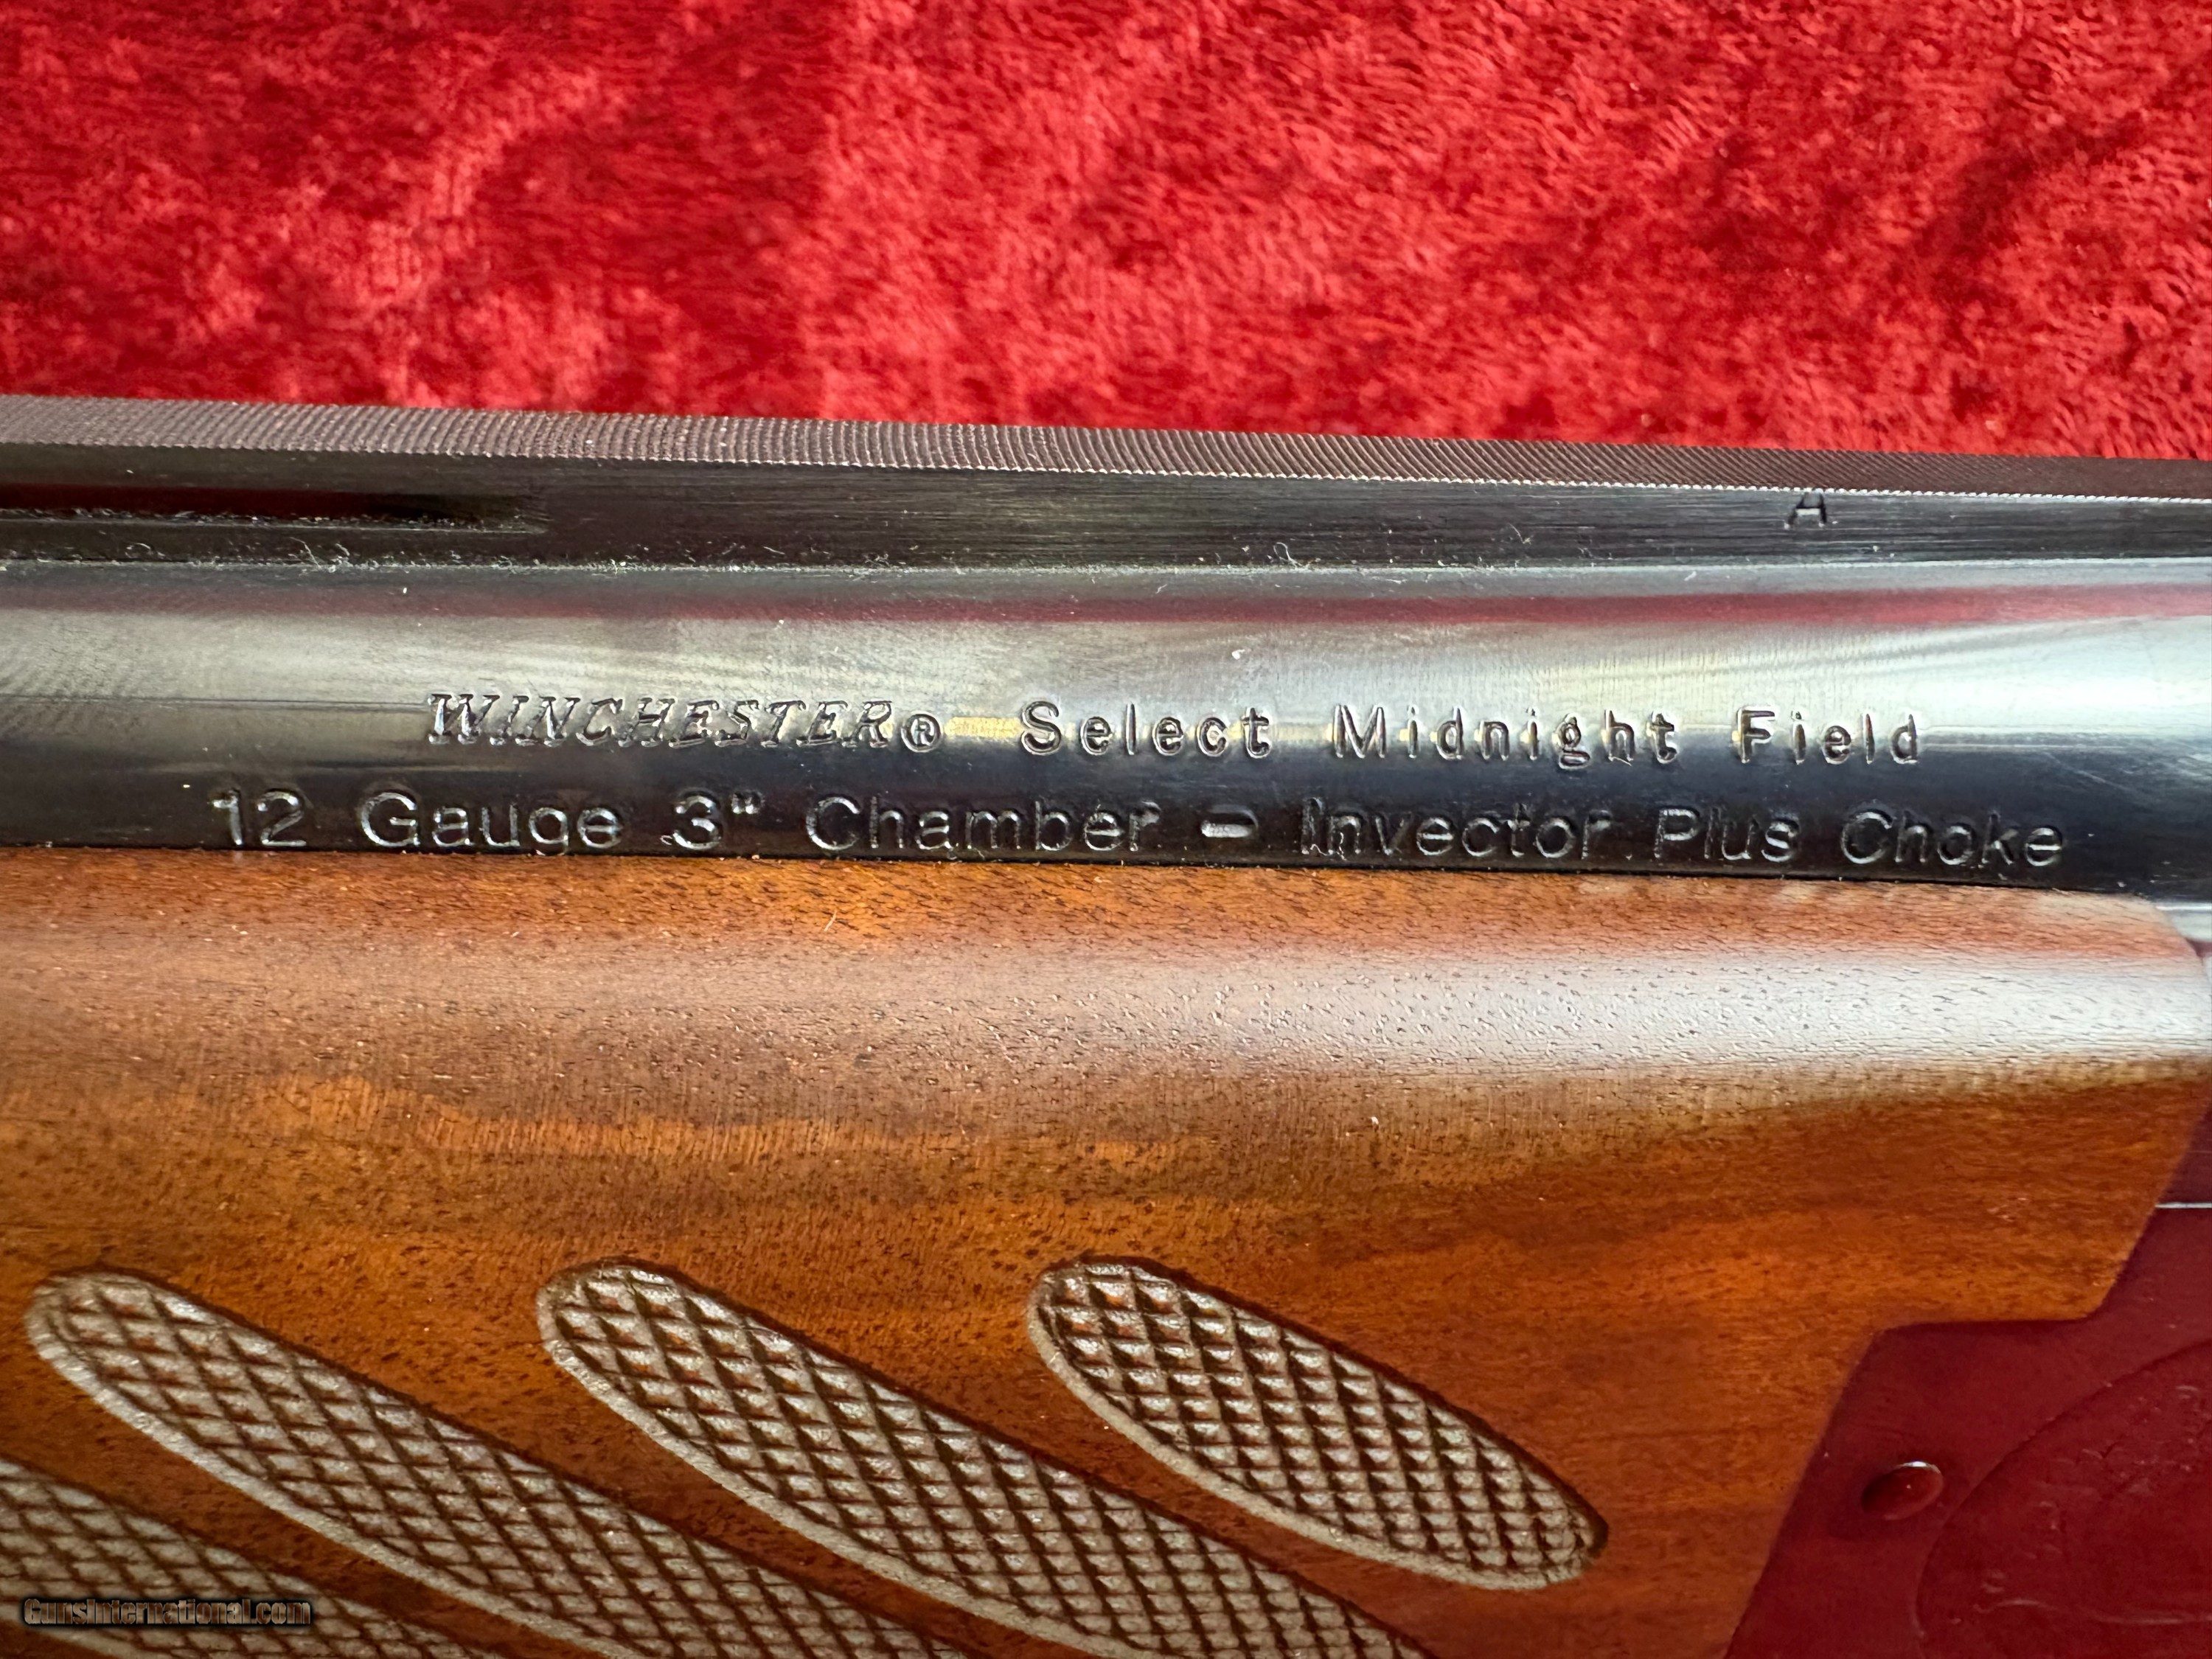 A
WINCHESTER® Select Midnight Field
12 Gauge 3" Chamber - Invector Plus Choke
GunsInternational.com